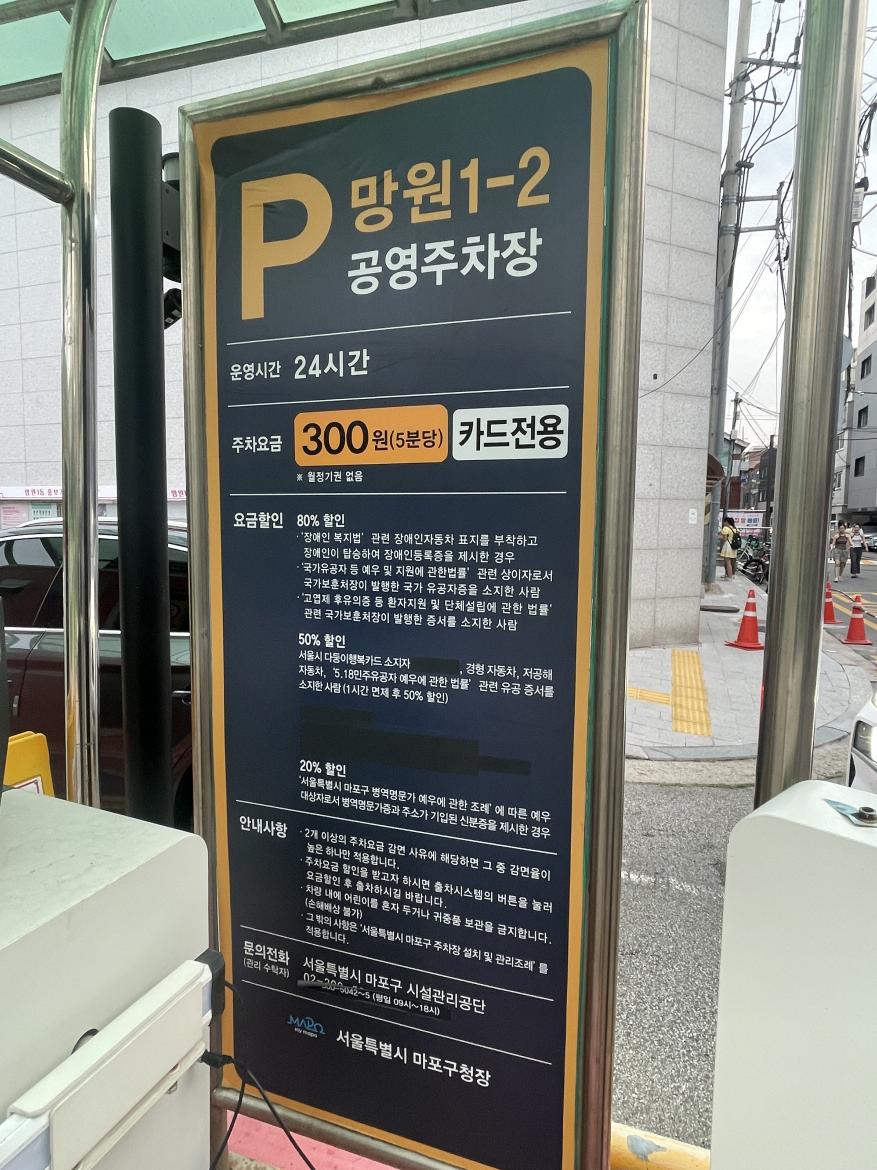 P 망원1-2
공영주차장
운영시간 24시간
주차요금 300원(5분당) 카드전용
※ 월정기권 없음
요금할인 80% 할인
·'장애인 복지법' 관련 장애인자동차 표지를 부착하고
장애인이 탑승하여 장애인등록증을 제시한 경우
·'국가유공자 등 예우 및 지원에 관한법률' 관련 상이자로서
국가보훈처장이 발행한 국가 유공자증을 소지한 사람
·'고엽제 후유의증 등 환자지원 및 단체설립에 관한 법률'
관련 국가보훈처장이 발행한 증서를 소지한 사람
50% 할인
서울시 다둥이행복카드 소지자 , 경형 자동차, 저공해
자동차, '5.18민주유공자 예우에 관한 법률' 관련 유공 증서를
소지한 사람(1시간 면제 후 50% 할인)
20% 할인
'서울특별시 마포구 병역명문가 예우에 관한 조례'에 따른 예우
대상자로서 병역명문가증과 주소가 기입된 신분증을 제시한 경우
안내사항 · 2개 이상의 주차요금 감면 사유에 해당하면 그 중 감면율이
높은 하나만 적용합니다.
· 주차요금 할인을 받고자 하시면 출차시스템의 버튼을 눌러
요금할인 후 출차하시길 바랍니다.
· 차량 내에 어린이를 혼자 두거나 귀중품 보관을 금지합니다.
(손해배상 불가)
· 그 밖의 사항은 '서울특별시 마포구 주차장 설치 및 관리조례'를
적용합니다.
문의전화 서울특별시 마포구 시설관리공단
(관리 수탁자) (평일 09시~18시)
MAPO
my mapo
서울특별시 마포구청장